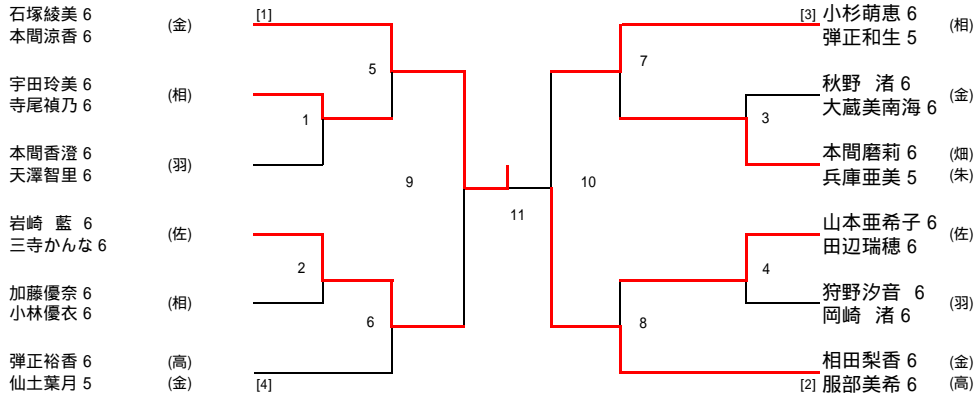 石塚綾美 6
本間涼香 6
(金)
[1]
宇田玲美 6
寺尾禎乃 6
(相)
本間香澄 6
天澤智里 6
(羽)
岩崎 藍 6
三寺かんな 6
(佐)
加藤優奈 6
小林優衣 6
(相)
弾正裕香 6
(高)
仙土葉月 5
(金)
[4]
5
1
2
6
9
11
10
7
3
4
8
[3]
小杉萌恵 6
弾正和生 5
(相)
秋野 渚 6
大蔵美南海 6
(金)
本間磨莉 6
(畑)
兵庫亜美 5
(朱)
山本亜希子 6
田辺瑞穂 6
(佐)
狩野汐音 6
岡崎 渚 6
(羽)
相田梨香 6
(金)
[2]
服部美希 6
(高)